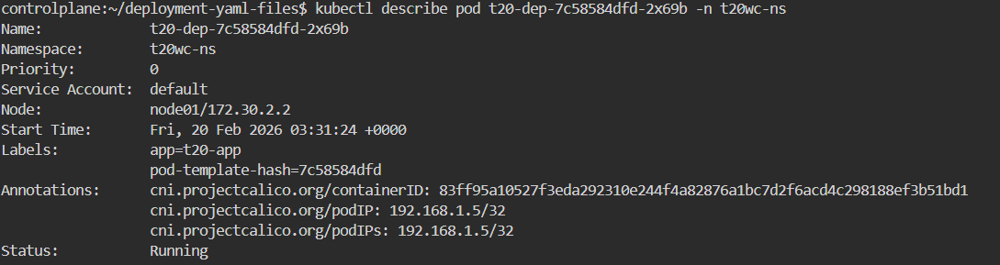 controlplane:~/deployment-yaml-files$ kubectl describe pod t20-dep-7c58584dfd-2x69b -n t20wc-ns
Name:             t20-dep-7c58584dfd-2x69b
Namespace:        t20wc-ns
Priority:         0
Service Account:  default
Node:             node01/172.30.2.2
Start Time:       Fri, 20 Feb 2026 03:31:24 +0000
Labels:           app=t20-app
                  pod-template-hash=7c58584dfd
Annotations:      cni.projectcalico.org/containerID: 83ff95a10527f3eda292310e244f4a82876a1bc7d2f6acd4c298188ef3b51bd1
                  cni.projectcalico.org/podIP: 192.168.1.5/32
                  cni.projectcalico.org/podIPs: 192.168.1.5/32
Status:           Running